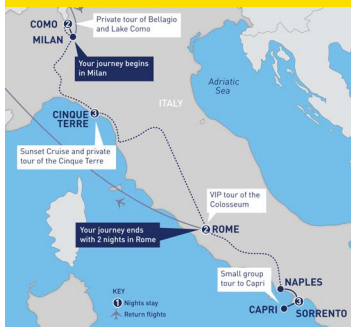 COMO
2
MILAN
Private tour of Bellagio
and Lake Como
Your journey begins
in Milan
Adriatic
Sea
ITALY
CINQUE
TERRE
3
Sunset Cruise and private
tour of the Cinque Terre
VIP tour of the
Colosseum
Your journey ends
with 2 nights in Rome
2
ROME
Small group
tour to Capri
NAPLES
3
CAPRI
SORRENTO
KEY
1 Nights stay
Return flights